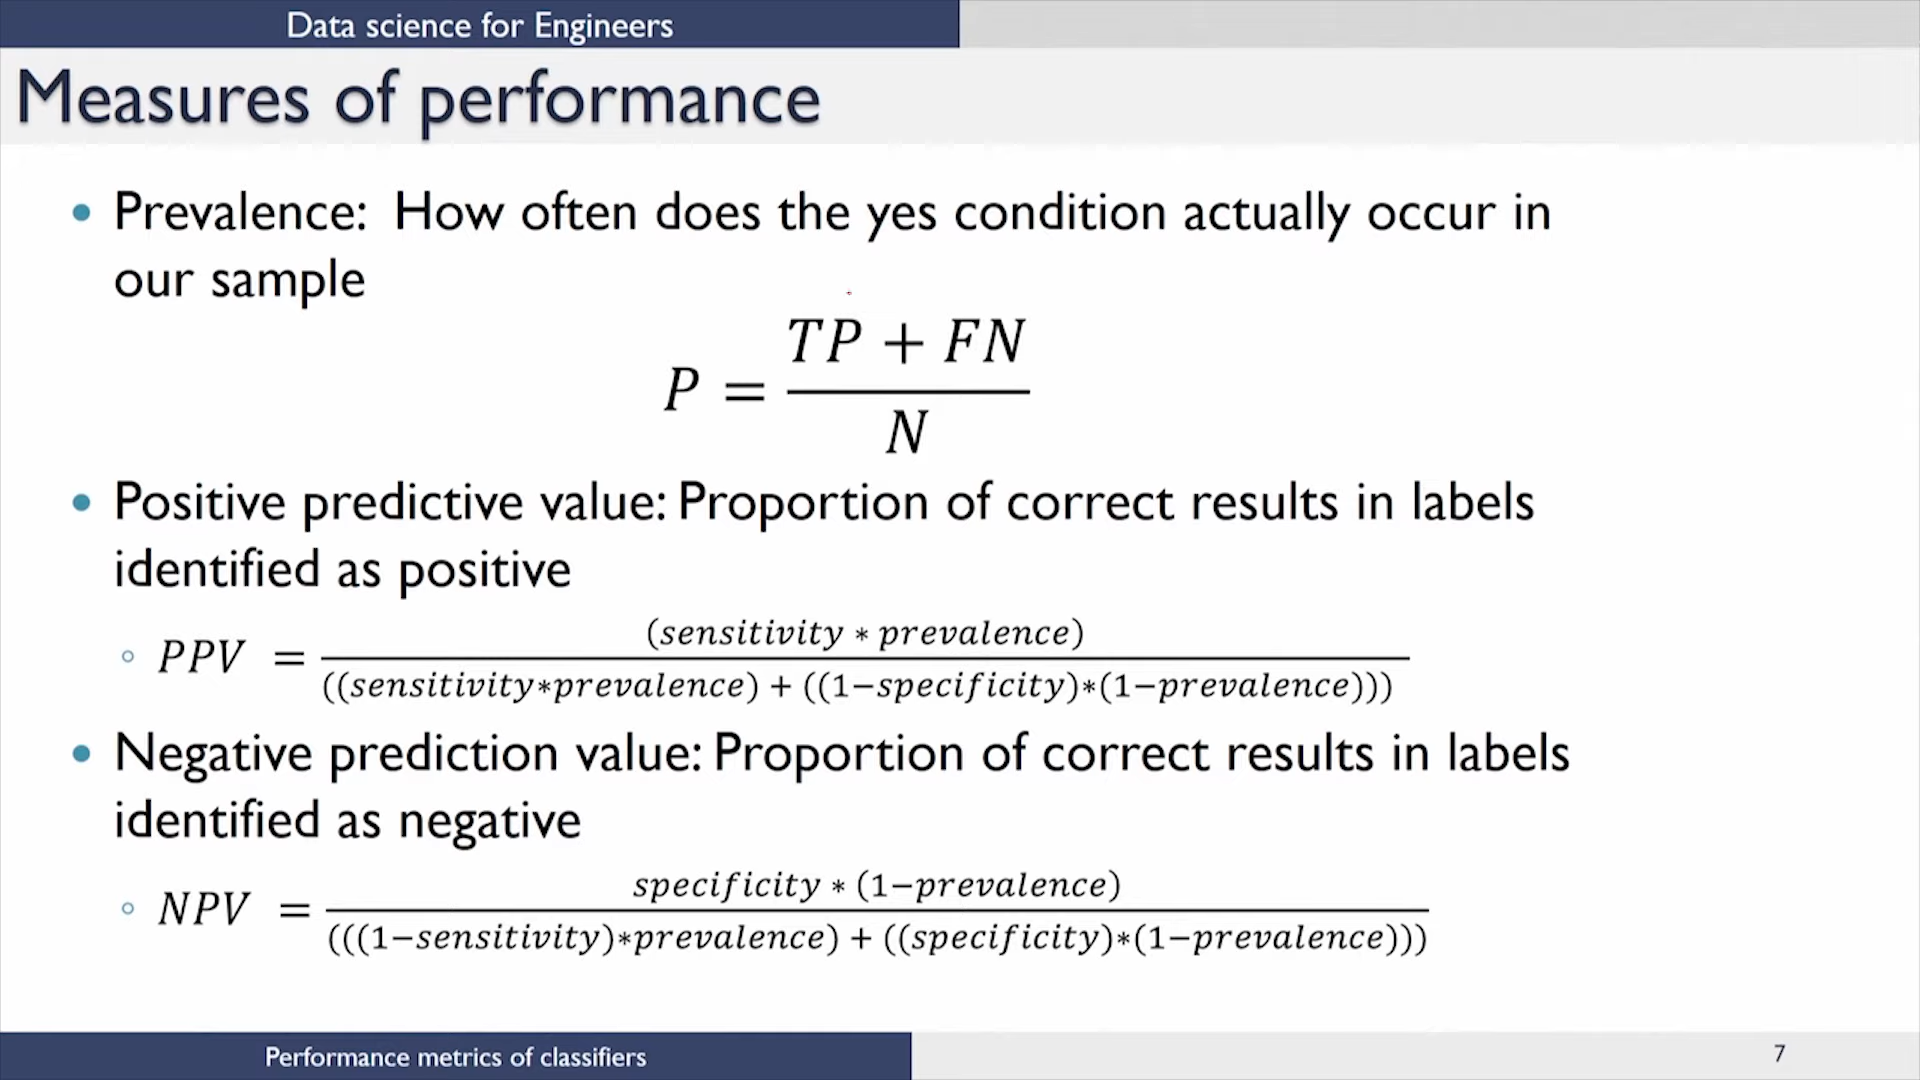 Data science for Engineers
Measures of performance
• Prevalence: How often does the yes condition actually occur in
our sample
P = \frac{TP + FN}{N}
• Positive predictive value: Proportion of correct results in labels
identified as positive
◦ PPV = \frac{(sensitivity * prevalence)}{((sensitivity*prevalence) + ((1−specificity)*(1−prevalence)))}
• Negative prediction value: Proportion of correct results in labels
identified as negative
◦ NPV = \frac{specificity * (1−prevalence)}{(((1−sensitivity)*prevalence) + ((specificity)*(1−prevalence)))}
Performance metrics of classifiers
7